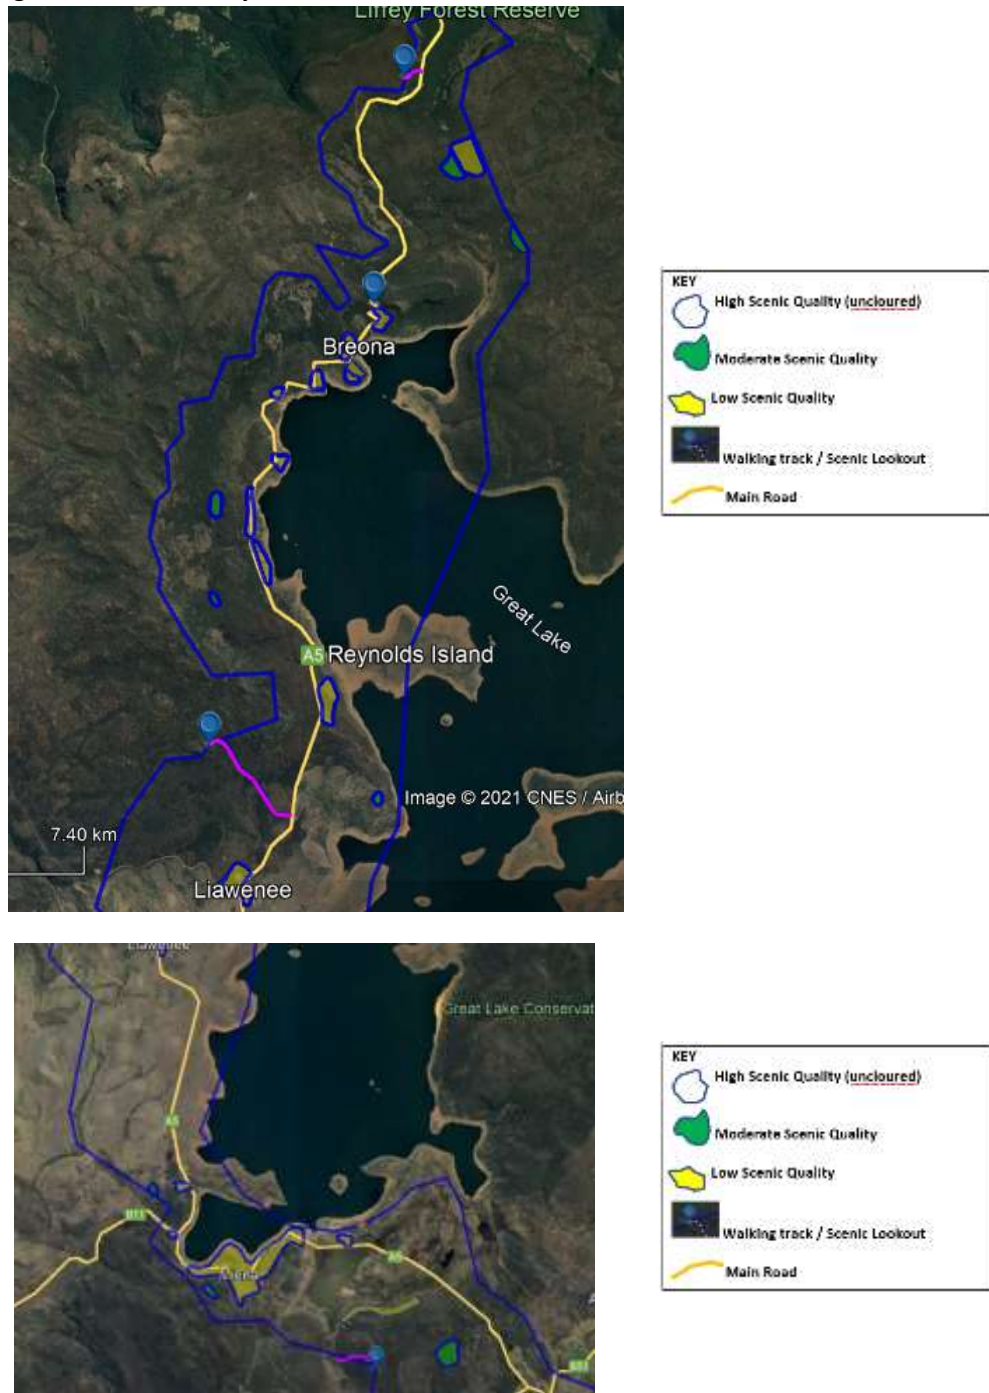 Liffey Forest Reserve
Breona
Great Lake
A5 Reynolds Island
Image © 2021 CNES / Airb
7.40 km
Liawenee
KEY
High Scenic Quality (uncloured)
Moderate Scenic Quality
Low Scenic Quality
Walking track / Scenic Lookout
Main Road
Liawenee
Great Lake Conservat
A5
B11
A5
KEY
High Scenic Quality (uncloured)
Moderate Scenic Quality
Low Scenic Quality
Walking track / Scenic Lookout
Main Road